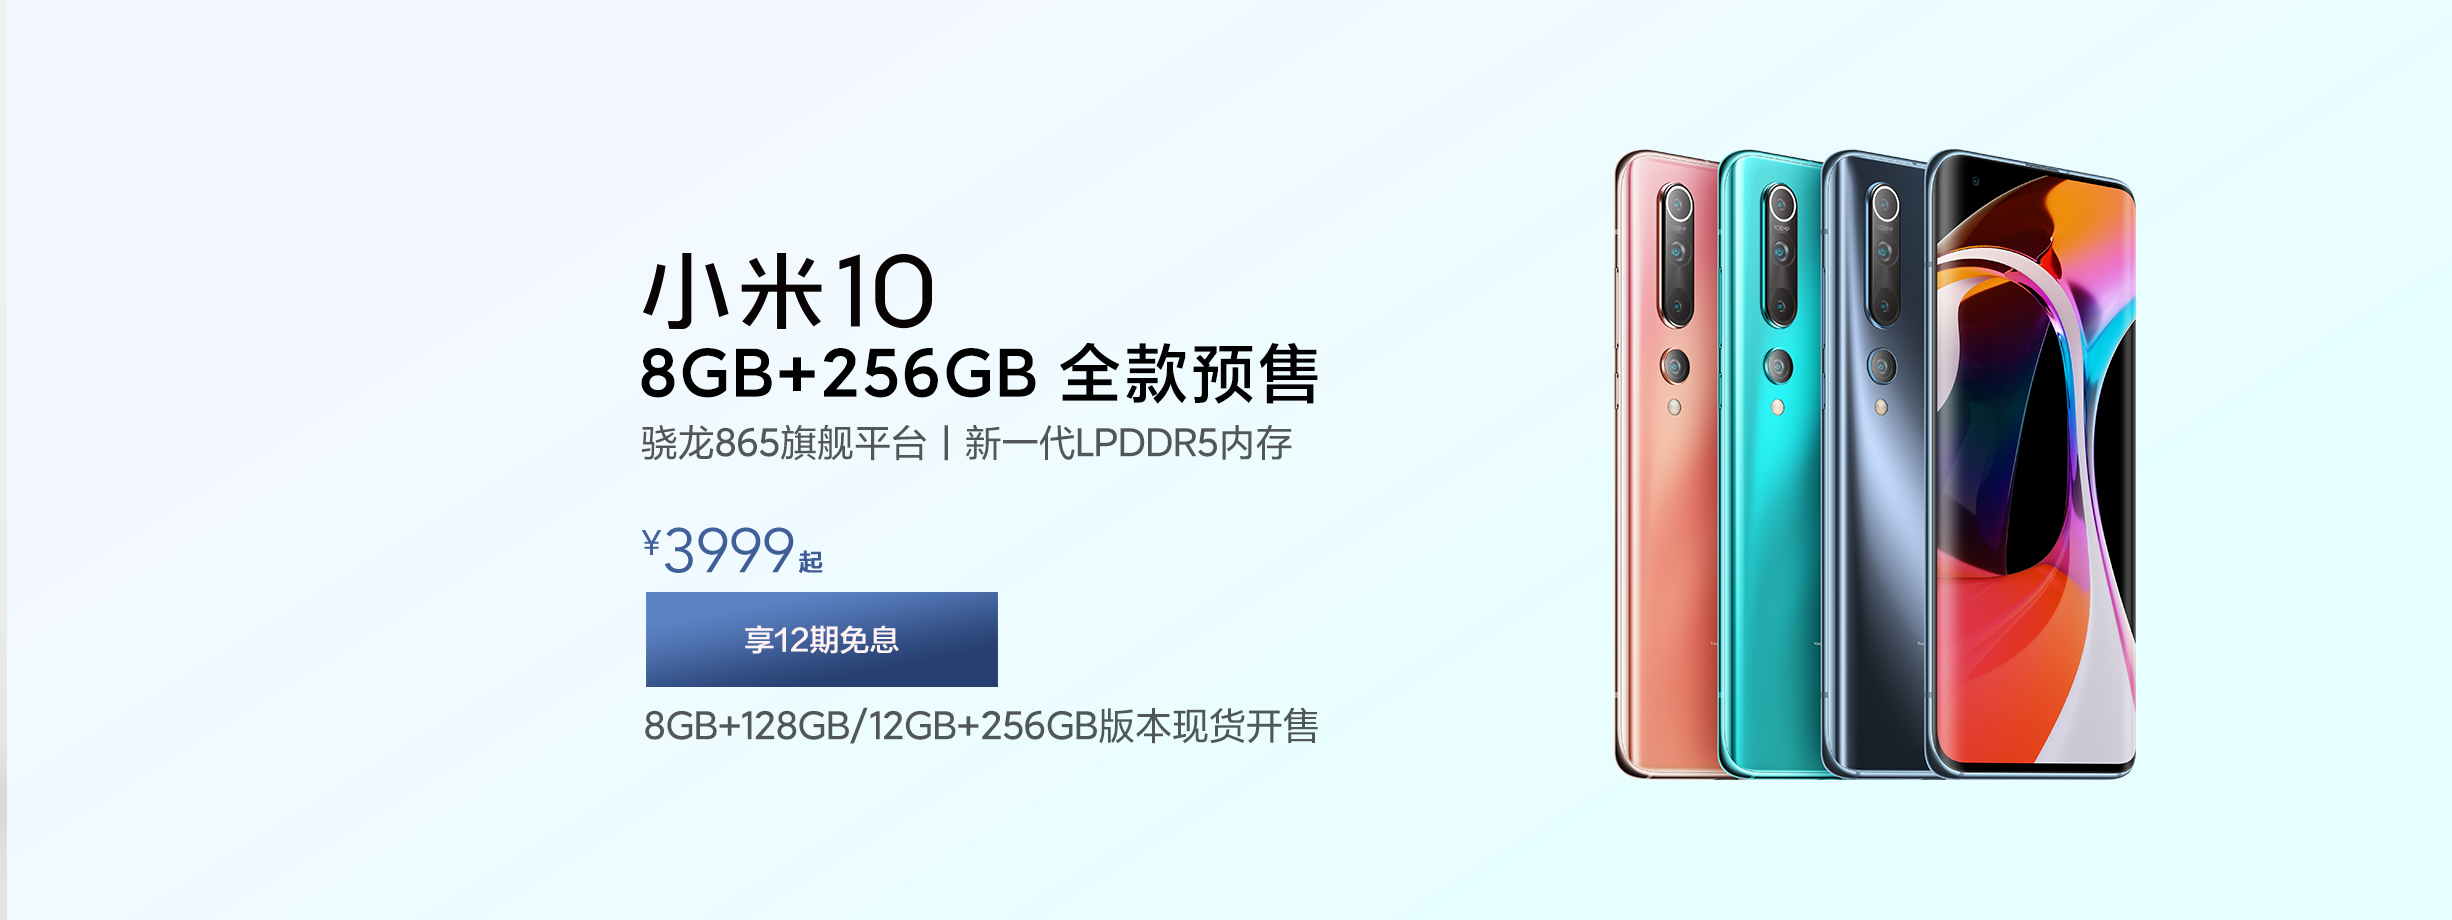 小米10
8GB+256GB 全款预售
骁龙865旗舰平台丨新一代LPDDR5内存
¥3999起
享12期免息
8GB+128GB/12GB+256GB版本现货开售